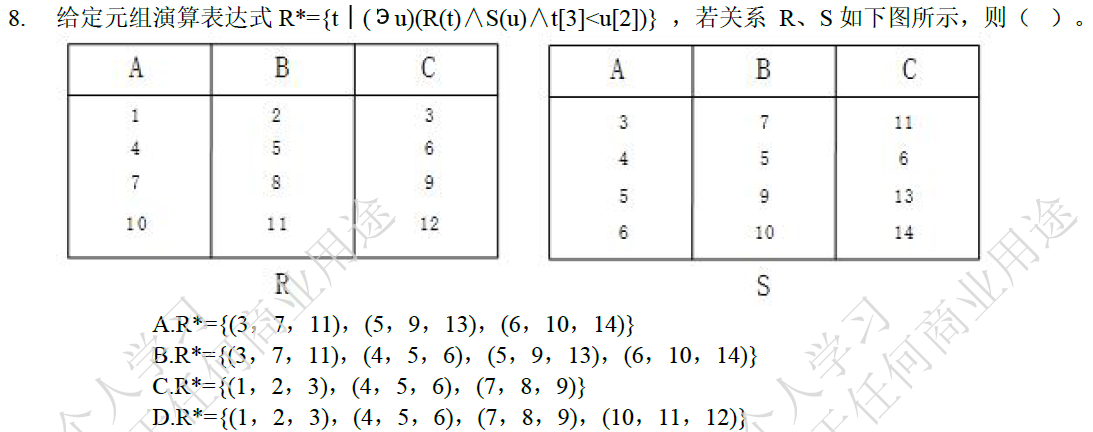 8. 给定元组演算表达式 R*={t│(∍u)(R(t)∧S(u)∧t[3]<u[2])} ，若关系 R、S 如下图所示，则（ ）。
A B C
1 2 3
4 5 6
7 8 9
10 11 12
R
A B C
3 7 11
4 5 6
5 9 13
6 10 14
S
A.R*={(3，7，11)，(5，9，13)，(6，10，14)}
B.R*={(3，7，11)，(4，5，6)，(5，9，13)，(6，10，14)}
C.R*={(1，2，3)，(4，5，6)，(7，8，9)}
D.R*={(1，2，3)，(4，5，6)，(7，8，9)，(10，11，12)}
个人学习
任何商业用途
个人学习
于任何商业用途